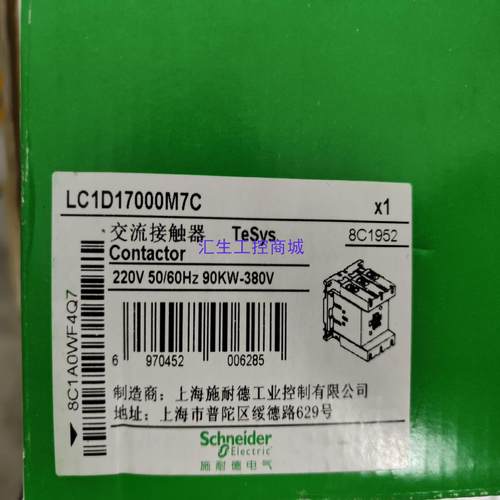 LC1D17000M7C
x1
交流接触器 TeSys
8C1952
汇生工控商城
Contactor
220V 50/60Hz 90KW-380V
8C1A0WF4Q7
6 970452 006285
制造商：上海施耐德工业控制有限公司
地址：上海市普陀区绥德路629号
Schneider
Electric
施耐德电气